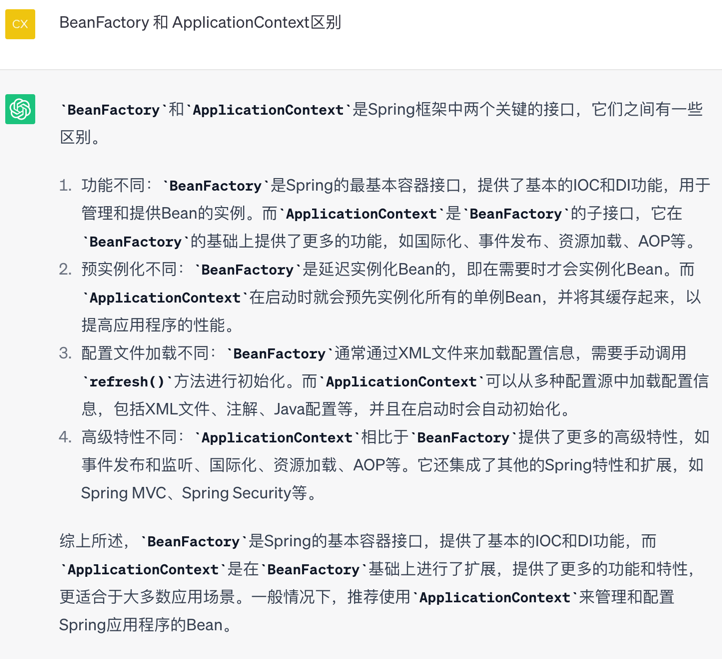 CX
BeanFactory 和 ApplicationContext区别
`BeanFactory`和`ApplicationContext`是Spring框架中两个关键的接口，它们之间有一些
区别。
1. 功能不同：`BeanFactory`是Spring的最基本容器接口，提供了基本的IOC和DI功能，用于
管理和提供Bean的实例。而`ApplicationContext`是`BeanFactory`的子接口，它在
`BeanFactory`的基础上提供了更多的功能，如国际化、事件发布、资源加载、AOP等。
2. 预实例化不同：`BeanFactory`是延迟实例化Bean的，即在需要时才会实例化Bean。而
`ApplicationContext`在启动时就会预先实例化所有的单例Bean，并将其缓存起来，以
提高应用程序的性能。
3. 配置文件加载不同：`BeanFactory`通常通过XML文件来加载配置信息，需要手动调用
`refresh()`方法进行初始化。而`ApplicationContext`可以从多种配置源中加载配置信
息，包括XML文件、注解、Java配置等，并且在启动时会自动初始化。
4. 高级特性不同：`ApplicationContext`相比于`BeanFactory`提供了更多的高级特性，如
事件发布和监听、国际化、资源加载、AOP等。它还集成了其他的Spring特性和扩展，如
Spring MVC、Spring Security等。
综上所述，`BeanFactory`是Spring的基本容器接口，提供了基本的IOC和DI功能，而
`ApplicationContext`是在`BeanFactory`基础上进行了扩展，提供了更多的功能和特性，
更适合于大多数应用场景。一般情况下，推荐使用`ApplicationContext`来管理和配置
Spring应用程序的Bean。